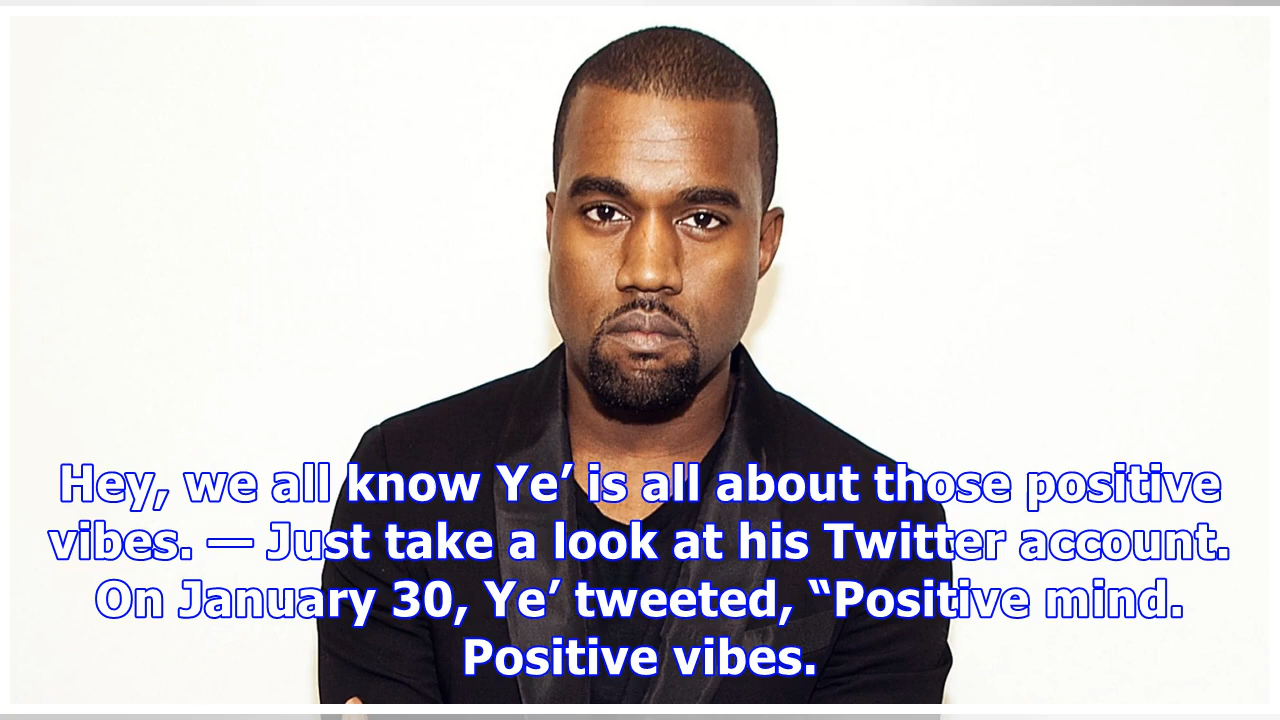 Hey, we all know Ye’ is all about those positive
vibes. — Just take a look at his Twitter account.
On January 30, Ye’ tweeted, “Positive mind.
Positive vibes.